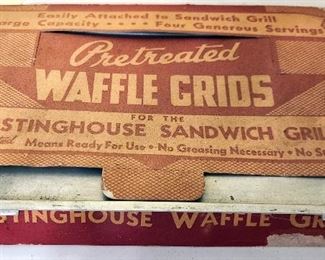 Easily Attached to Sandwich Grill
arge Capacity • • • Four Generous Servings
Pretreated
WAFFLE GRIDS
FOR THE
STINGHOUSE SANDWICH GRIL
Means Ready For Use • No Greasing Necessary • No S
STINGHOUSE WAFFLE GR